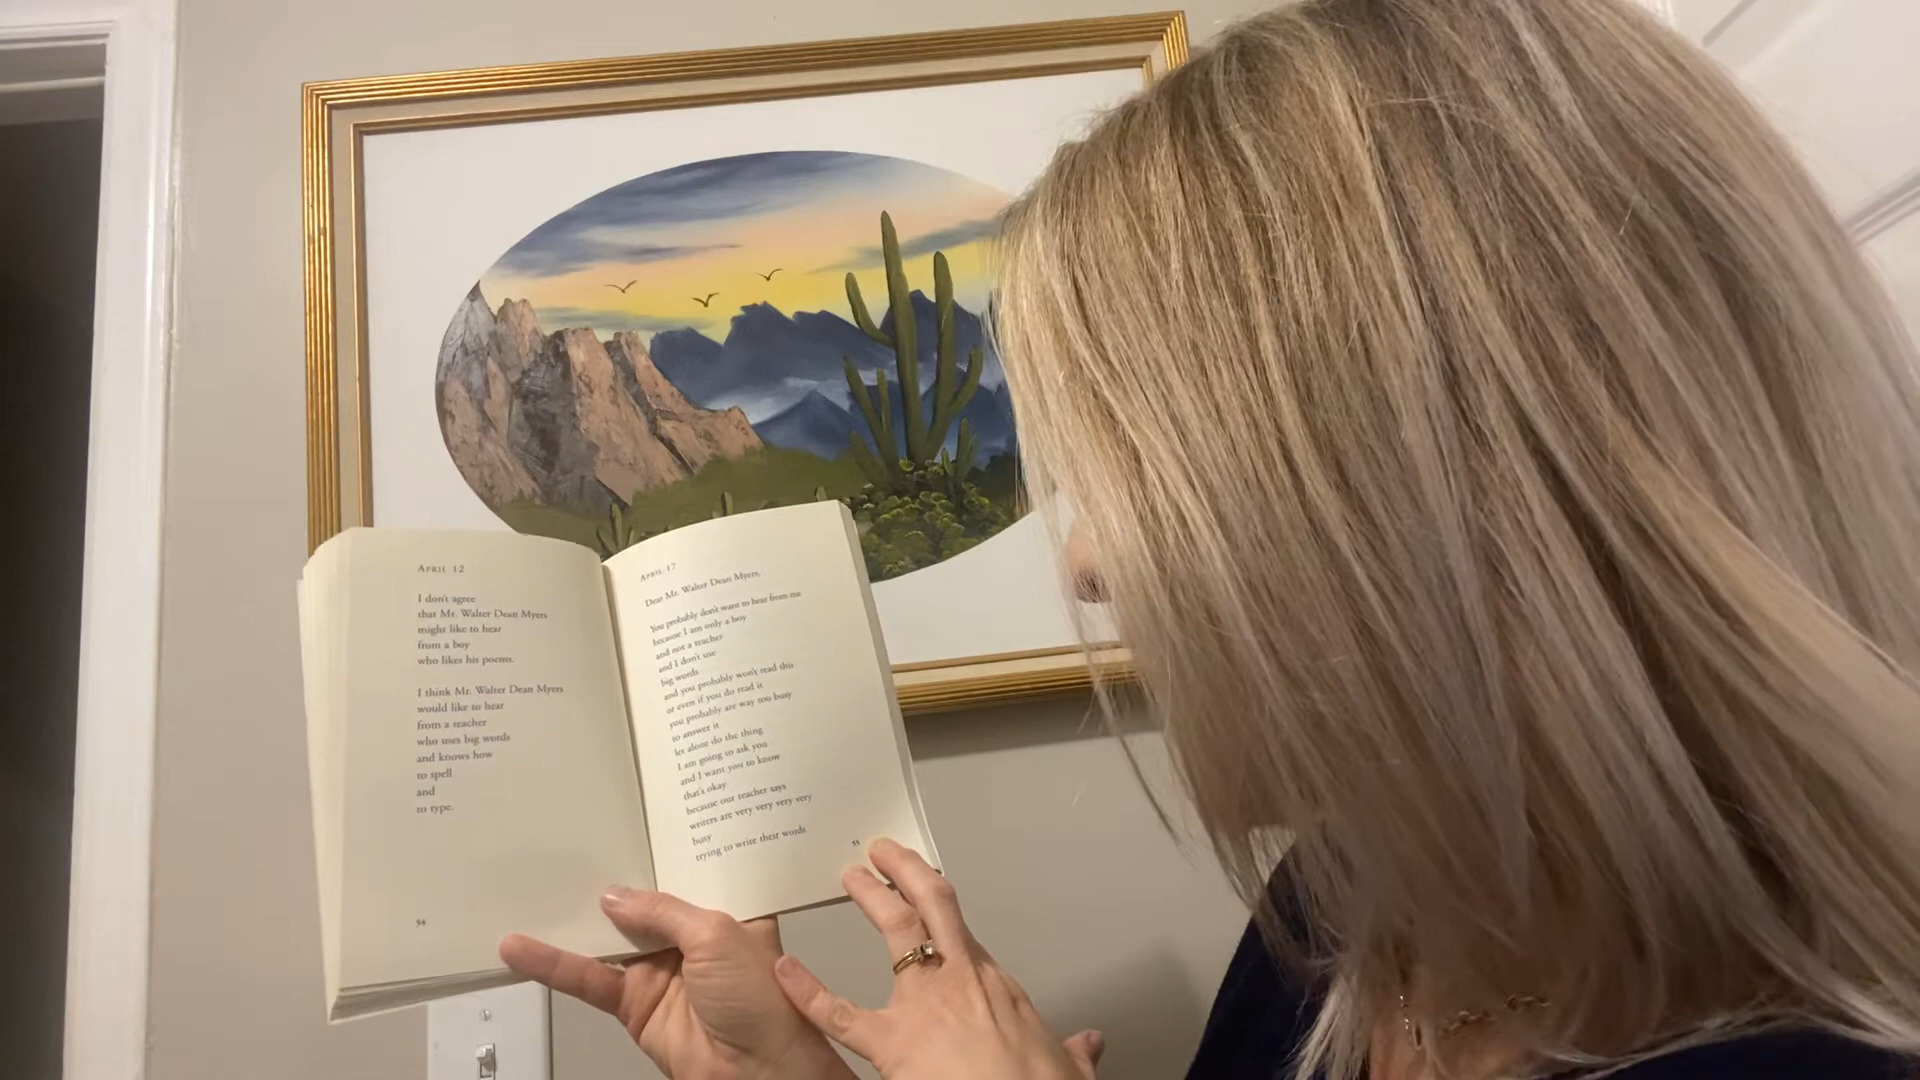 APRIL 12
I don't agree
that Mr. Walter Dean Myers
might like to hear
from a boy
who likes his poems.
I think Mr. Walter Dean Myers
would like to hear
from a teacher
who uses big words
and knows how
to spell
and
to type.
54
APRIL 17
Dear Mr. Walter Dean Myers,
You probably don't want to hear from me
because I am only a boy
and not a teacher
and I don't use
big words
and you probably won't read this
or even if you do read it
you probably are way too busy
to answer it
let alone do the thing
I am going to ask you
and I want you to know
that's okay
because our teacher says
writers are very very very very
busy
trying to write their words
55